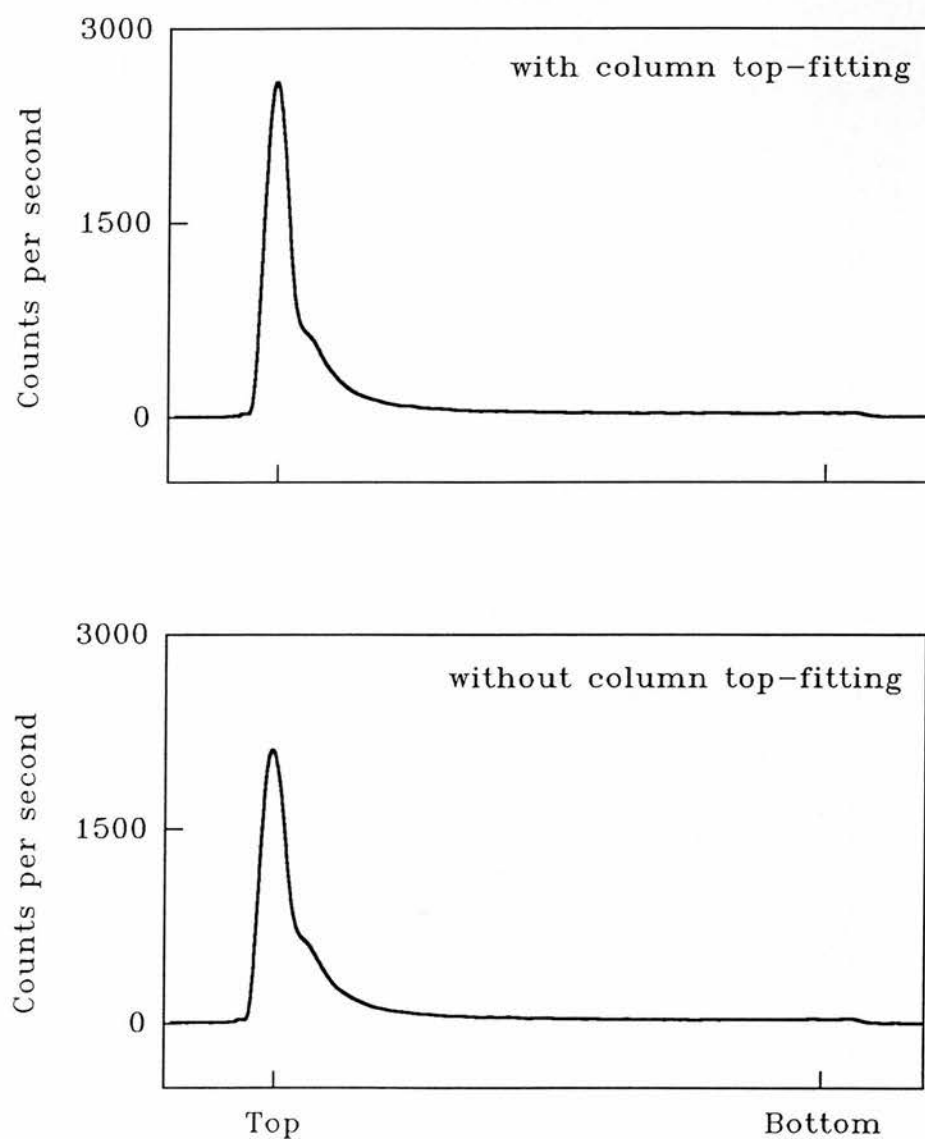 3000
with column top-fitting
Counts per second
1500
0
3000
without column top-fitting
Counts per second
1500
0
Top
Bottom